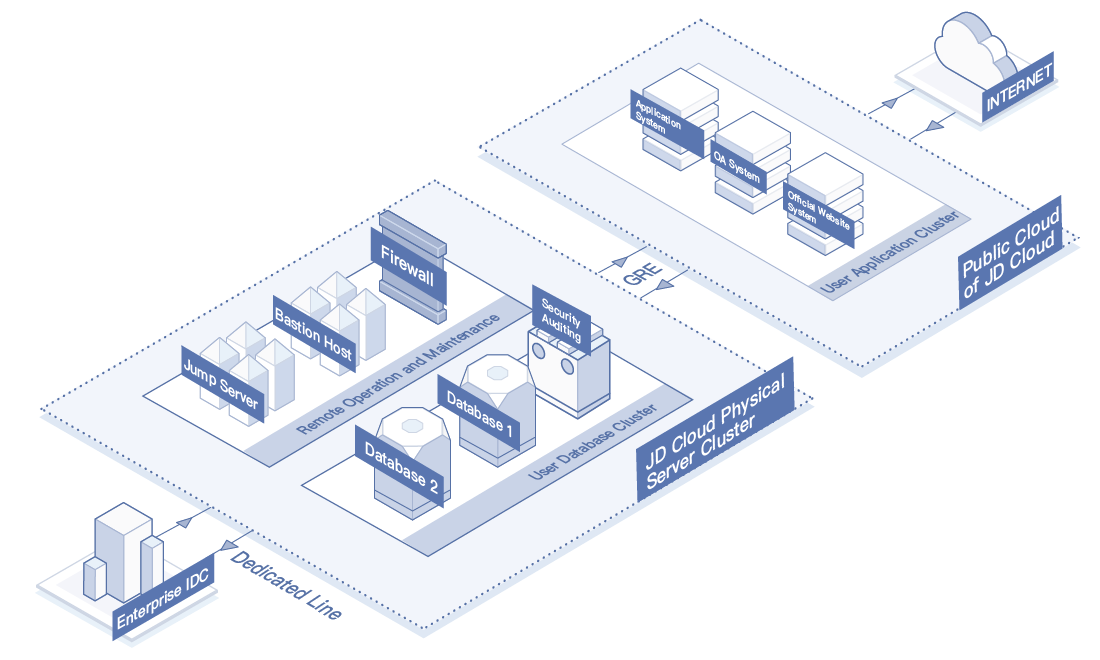 INTERNET
Application
System
OA System
Official Website
System
User Application Cluster
Public Cloud
of JD Cloud
GRE
Firewall
Bastion Host
Jump Server
Remote Operation and Maintenance
Security
Auditing
Database 1
Database 2
User Database Cluster
JD Cloud Physical
Server Cluster
Enterprise IDC
Dedicated Line